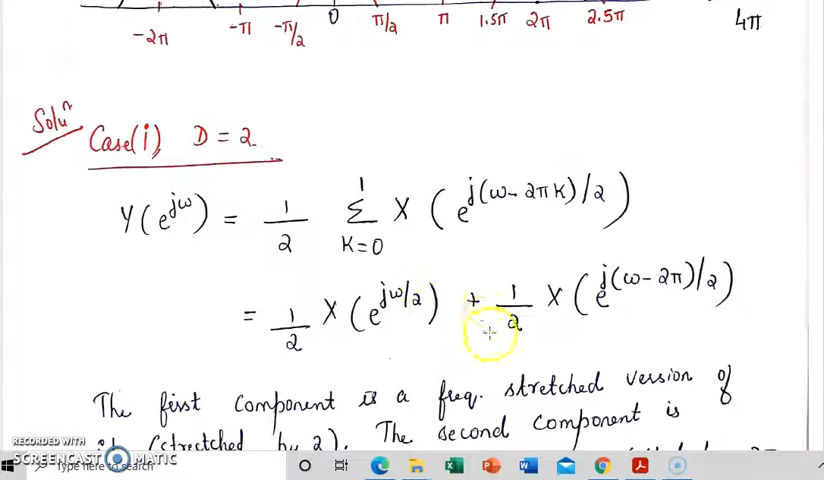 -2π -π -π/2 0 π/2 π 1.5π 2π 2.5π 4π
Soluⁿ
Case(i), D = 2
Y(e^{jω}) = 1/2 Σ_{K=0}^{1} X(e^{j(ω-2πK)/2})
= 1/2 X(e^{jω/2}) + 1/2 X(e^{j(ω-2π)/2})
The first component is a freq. stretched version of
it (stretched by 2). The second component is
RECORDED WITH
SCREENCAST O MATIC
Type here to search